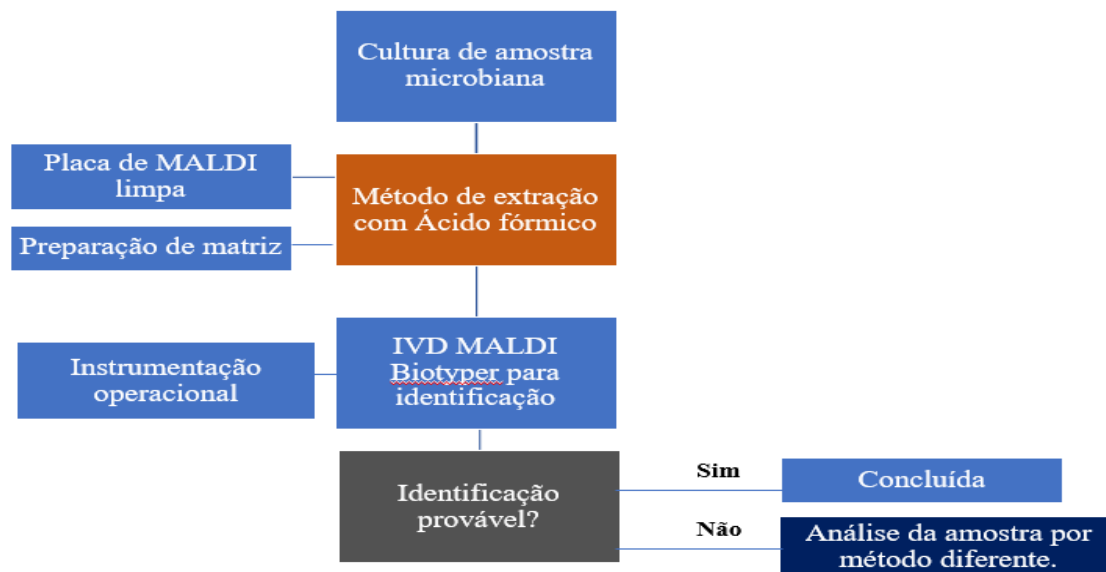 Cultura de amostra
microbiana
Placa de MALDI
limpa
Método de extração
com Ácido fórmico
Preparação de matriz
IVD MALDI
Biotyper para
identificação
Instrumentação
operacional
Identificação
provável?
Sim
Concluída
Não
Análise da amostra por
método diferente.